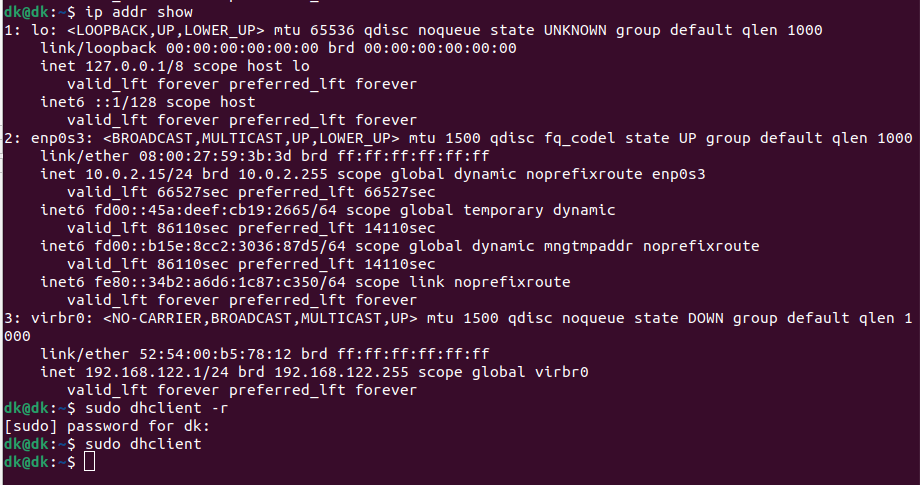 dk@dk:~$ ip addr show
1: lo: <LOOPBACK,UP,LOWER_UP> mtu 65536 qdisc noqueue state UNKNOWN group default qlen 1000
    link/loopback 00:00:00:00:00:00 brd 00:00:00:00:00:00
    inet 127.0.0.1/8 scope host lo
       valid_lft forever preferred_lft forever
    inet6 ::1/128 scope host
       valid_lft forever preferred_lft forever
2: enp0s3: <BROADCAST,MULTICAST,UP,LOWER_UP> mtu 1500 qdisc fq_codel state UP group default qlen 1000
    link/ether 08:00:27:59:3b:3d brd ff:ff:ff:ff:ff:ff
    inet 10.0.2.15/24 brd 10.0.2.255 scope global dynamic noprefixroute enp0s3
       valid_lft 66527sec preferred_lft 66527sec
    inet6 fd00::45a:deef:cb19:2665/64 scope global temporary dynamic
       valid_lft 86110sec preferred_lft 14110sec
    inet6 fd00::b15e:8cc2:3036:87d5/64 scope global dynamic mngtmpaddr noprefixroute
       valid_lft 86110sec preferred_lft 14110sec
    inet6 fe80::34b2:a6d6:1c87:c350/64 scope link noprefixroute
       valid_lft forever preferred_lft forever
3: virbr0: <NO-CARRIER,BROADCAST,MULTICAST,UP> mtu 1500 qdisc noqueue state DOWN group default qlen 1
000
    link/ether 52:54:00:b5:78:12 brd ff:ff:ff:ff:ff:ff
    inet 192.168.122.1/24 brd 192.168.122.255 scope global virbr0
       valid_lft forever preferred_lft forever
dk@dk:~$ sudo dhclient -r
[sudo] password for dk:
dk@dk:~$ sudo dhclient
dk@dk:~$